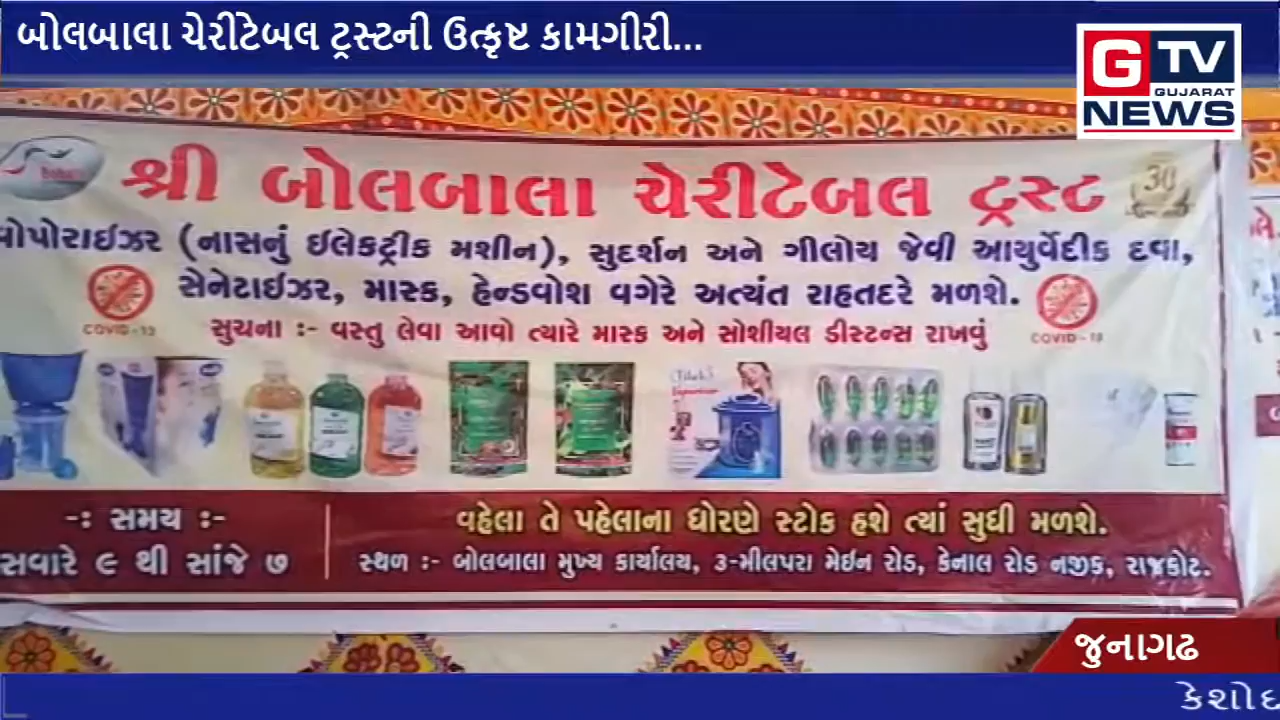 બોલબાલા ચેરીટેબલ ટ્રસ્ટની ઉત્કૃષ્ટ કામગીરી...
G TV
GUJARAT
NEWS
શ્રી બોલબાલા ચેરીટેબલ ટ્રસ્ટ
30
વોપોરાઈઝર (નાસનું ઈલેકટ્રીક મશીન), સુદર્શન અને ગીલોય જેવી આયુર્વેદીક દવા,
સેનેટાઈઝર, માસ્ક, હેન્ડવોશ વગેરે અત્યંત રાહતદરે મળશે.
COVID-19
સુચના :- વસ્તુ લેવા આવો ત્યારે માસ્ક અને સોશીયલ ડીસ્ટન્સ રાખવું
COVID-19
-: સમય :-
સવારે ૯ થી સાંજે ૭
વહેલા તે પહેલાના ધોરણે સ્ટોક હશે ત્યાં સુધી મળશે.
સ્થળ :- બોલબાલા મુખ્ય કાર્યાલય, ૩-મીલપરા મેઈન રોડ, કેનાલ રોડ નજીક, રાજકોટ.
જુનાગઢ
કેશોદ